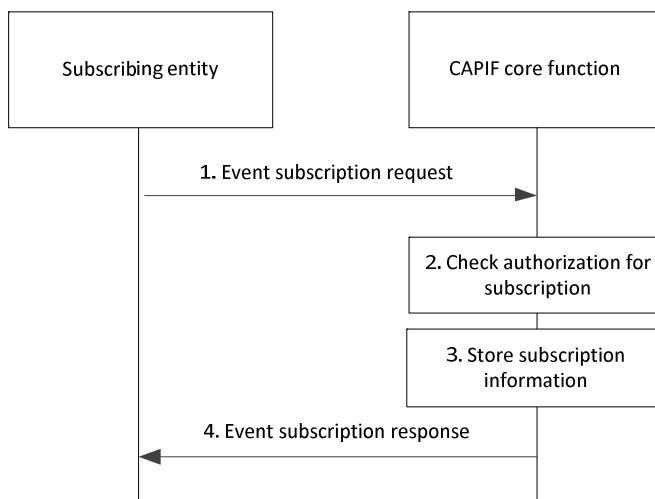 Subscribing entity
CAPIF core function
1. Event subscription request
2. Check authorization for
subscription
3. Store subscription
information
4. Event subscription response